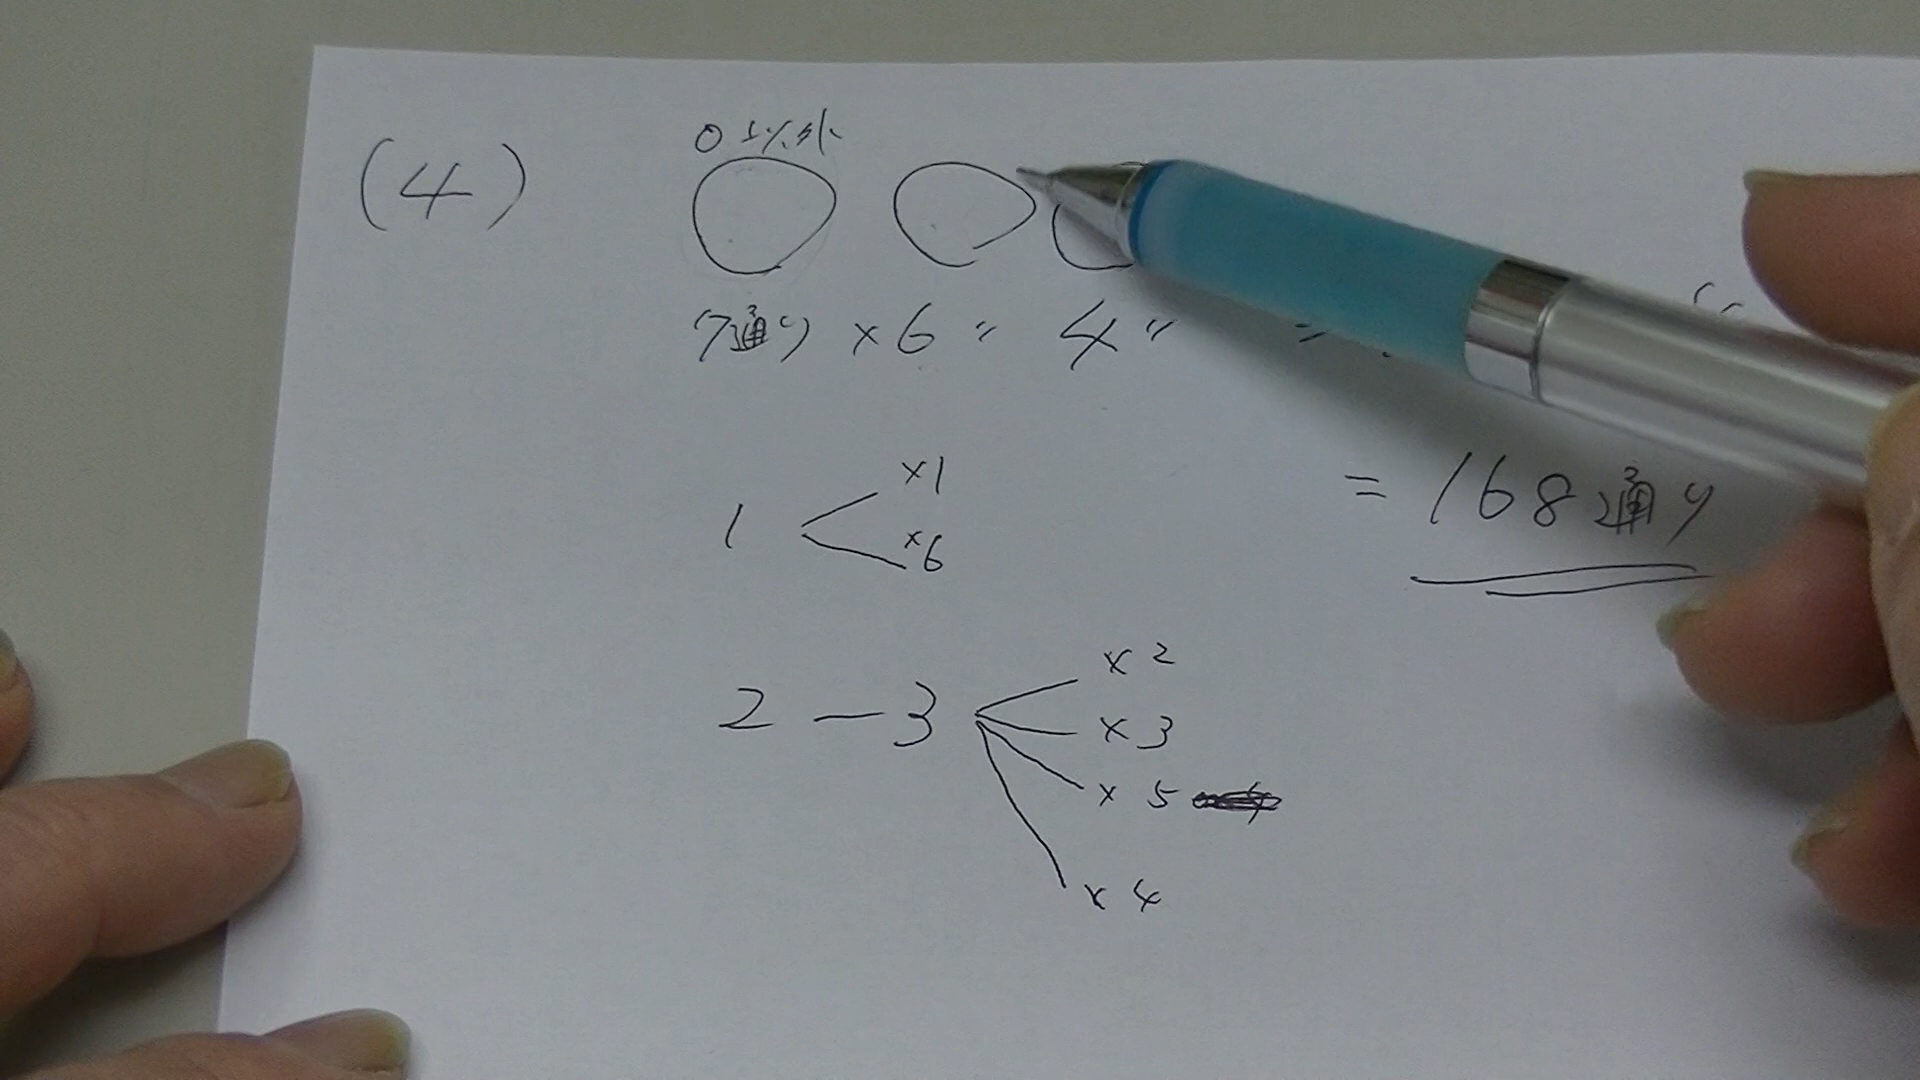 (4)
0以外
7通り × 6〃 4〃 〃
= 168通り
1
×1
×6
2 — 3
× 2
× 3
× 5
× 4